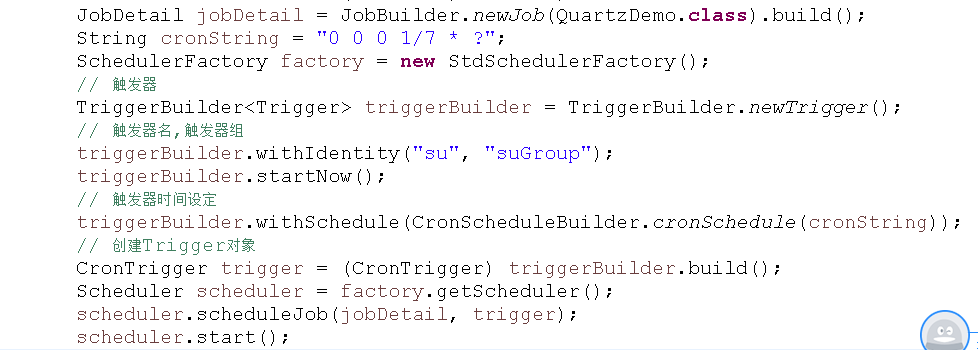 JobDetail jobDetail = JobBuilder.newJob(QuartzDemo.class).build();
String cronString = "0 0 0 1/7 * ?";
SchedulerFactory factory = new StdSchedulerFactory();
// 触发器
TriggerBuilder<Trigger> triggerBuilder = TriggerBuilder.newTrigger();
// 触发器名,触发器组
triggerBuilder.withIdentity("su", "suGroup");
triggerBuilder.startNow();
// 触发器时间设定
triggerBuilder.withSchedule(CronScheduleBuilder.cronSchedule(cronString));
// 创建Trigger对象
CronTrigger trigger = (CronTrigger) triggerBuilder.build();
Scheduler scheduler = factory.getScheduler();
scheduler.scheduleJob(jobDetail, trigger);
scheduler.start();